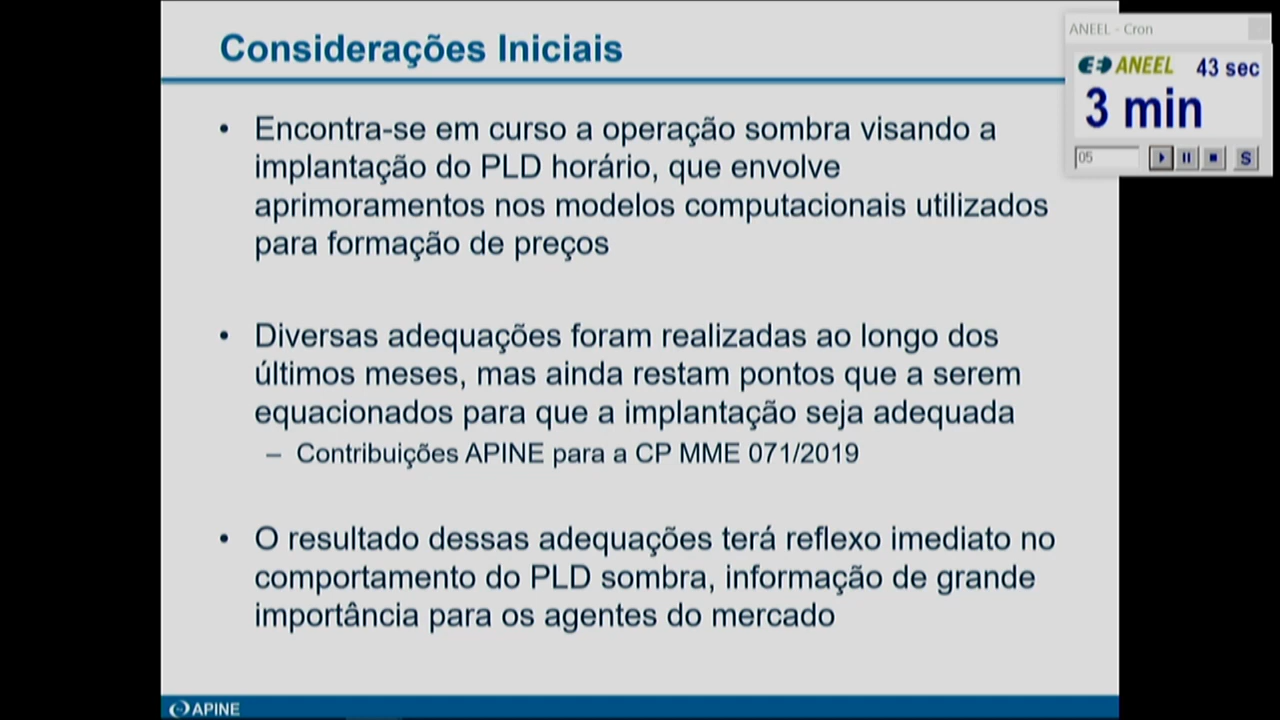 Considerações Iniciais
• Encontra-se em curso a operação sombra visando a
implantação do PLD horário, que envolve
aprimoramentos nos modelos computacionais utilizados
para formação de preços
• Diversas adequações foram realizadas ao longo dos
últimos meses, mas ainda restam pontos que a serem
equacionados para que a implantação seja adequada
– Contribuições APINE para a CP MME 071/2019
• O resultado dessas adequações terá reflexo imediato no
comportamento do PLD sombra, informação de grande
importância para os agentes do mercado
APINE
ANEEL - Cron
ANEEL 43 sec
3 min
05
S